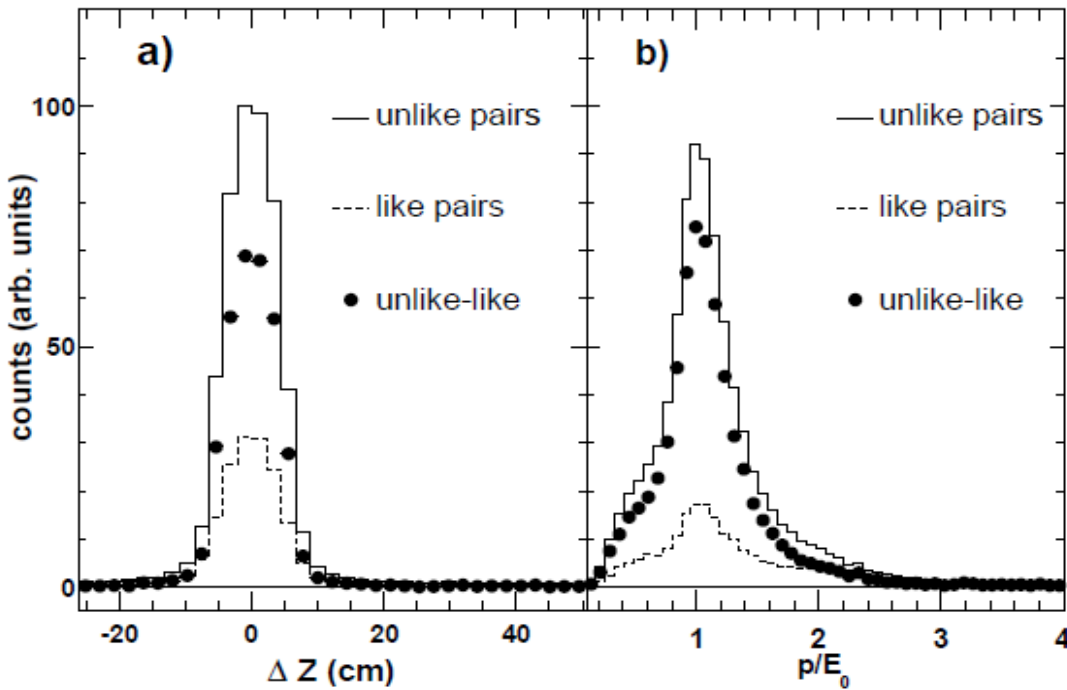 a)
unlike pairs
like pairs
unlike-like
b)
unlike pairs
like pairs
unlike-like
counts (arb. units)
100
50
0
-20
0
20
40
Δ Z (cm)
1
2
3
4
p/E₀